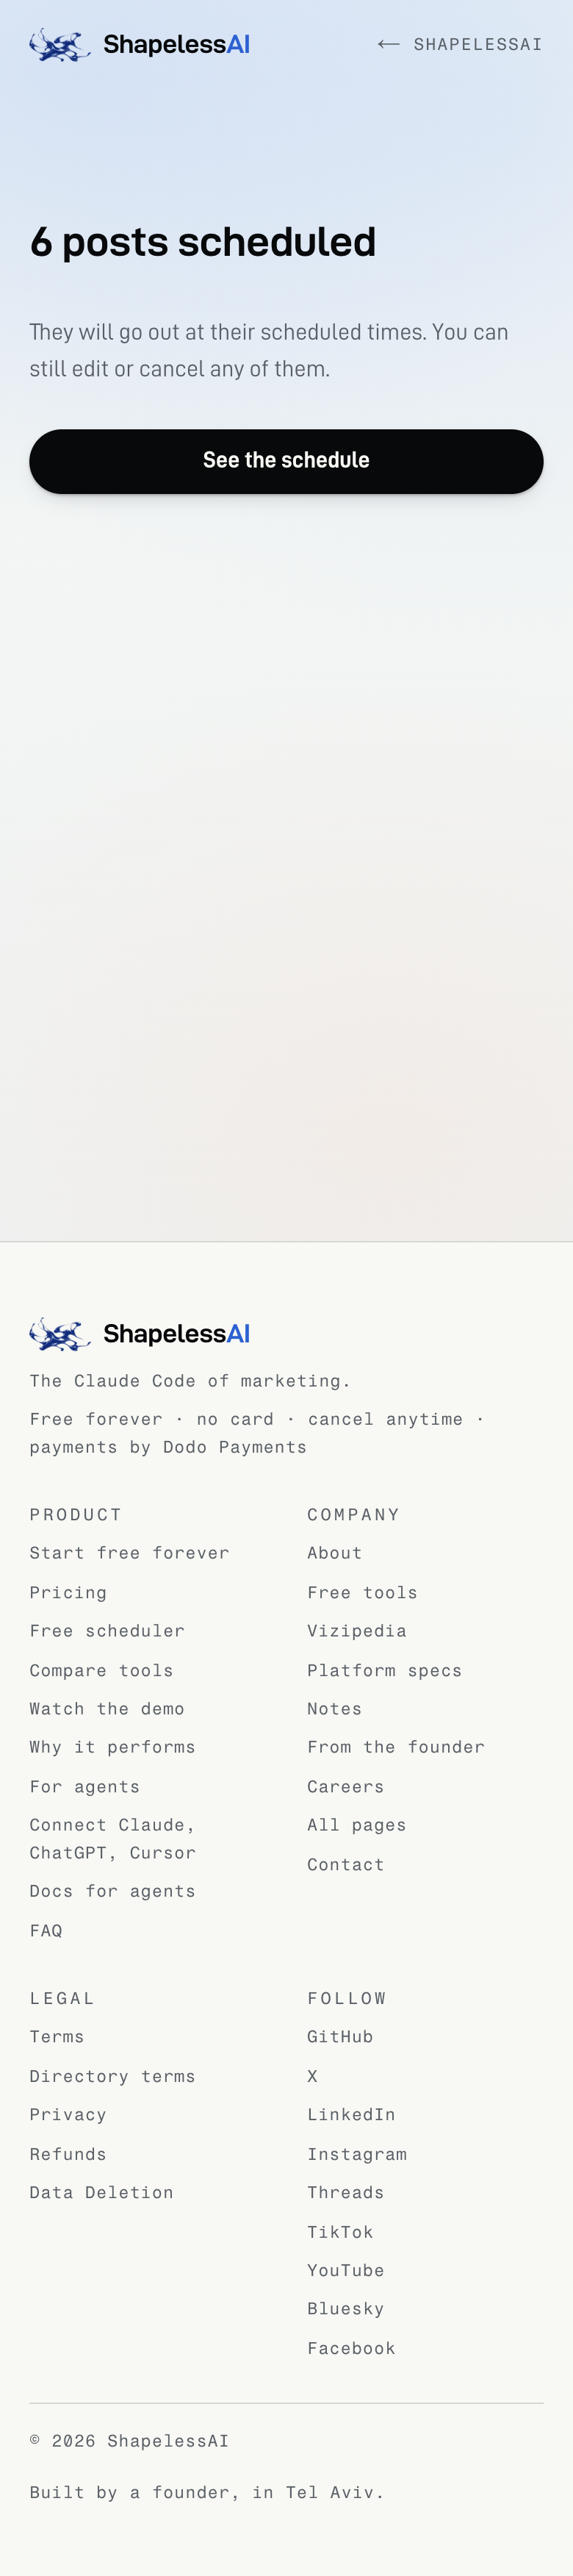 ShapelessAI
← SHAPELESSAI
6 posts scheduled
They will go out at their scheduled times. You can
still edit or cancel any of them.
See the schedule
ShapelessAI
The Claude Code of marketing.
Free forever · no card · cancel anytime ·
payments by Dodo Payments
PRODUCT
Start free forever
Pricing
Free scheduler
Compare tools
Watch the demo
Why it performs
For agents
Connect Claude,
ChatGPT, Cursor
Docs for agents
FAQ
COMPANY
About
Free tools
Vizipedia
Platform specs
Notes
From the founder
Careers
All pages
Contact
LEGAL
Terms
Directory terms
Privacy
Refunds
Data Deletion
FOLLOW
GitHub
X
LinkedIn
Instagram
Threads
TikTok
YouTube
Bluesky
Facebook
© 2026 ShapelessAI
Built by a founder, in Tel Aviv.